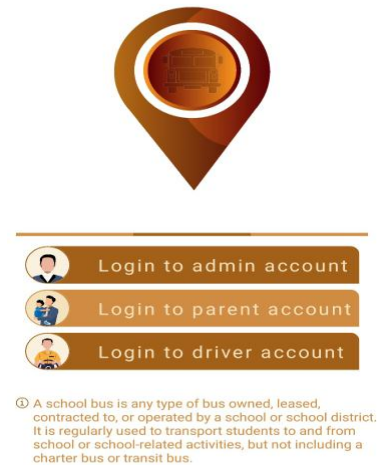 Login to admin account
Login to parent account
Login to driver account
① A school bus is any type of bus owned, leased,
contracted to, or operated by a school or school district.
It is regularly used to transport students to and from
school or school-related activities, but not including a
charter bus or transit bus.